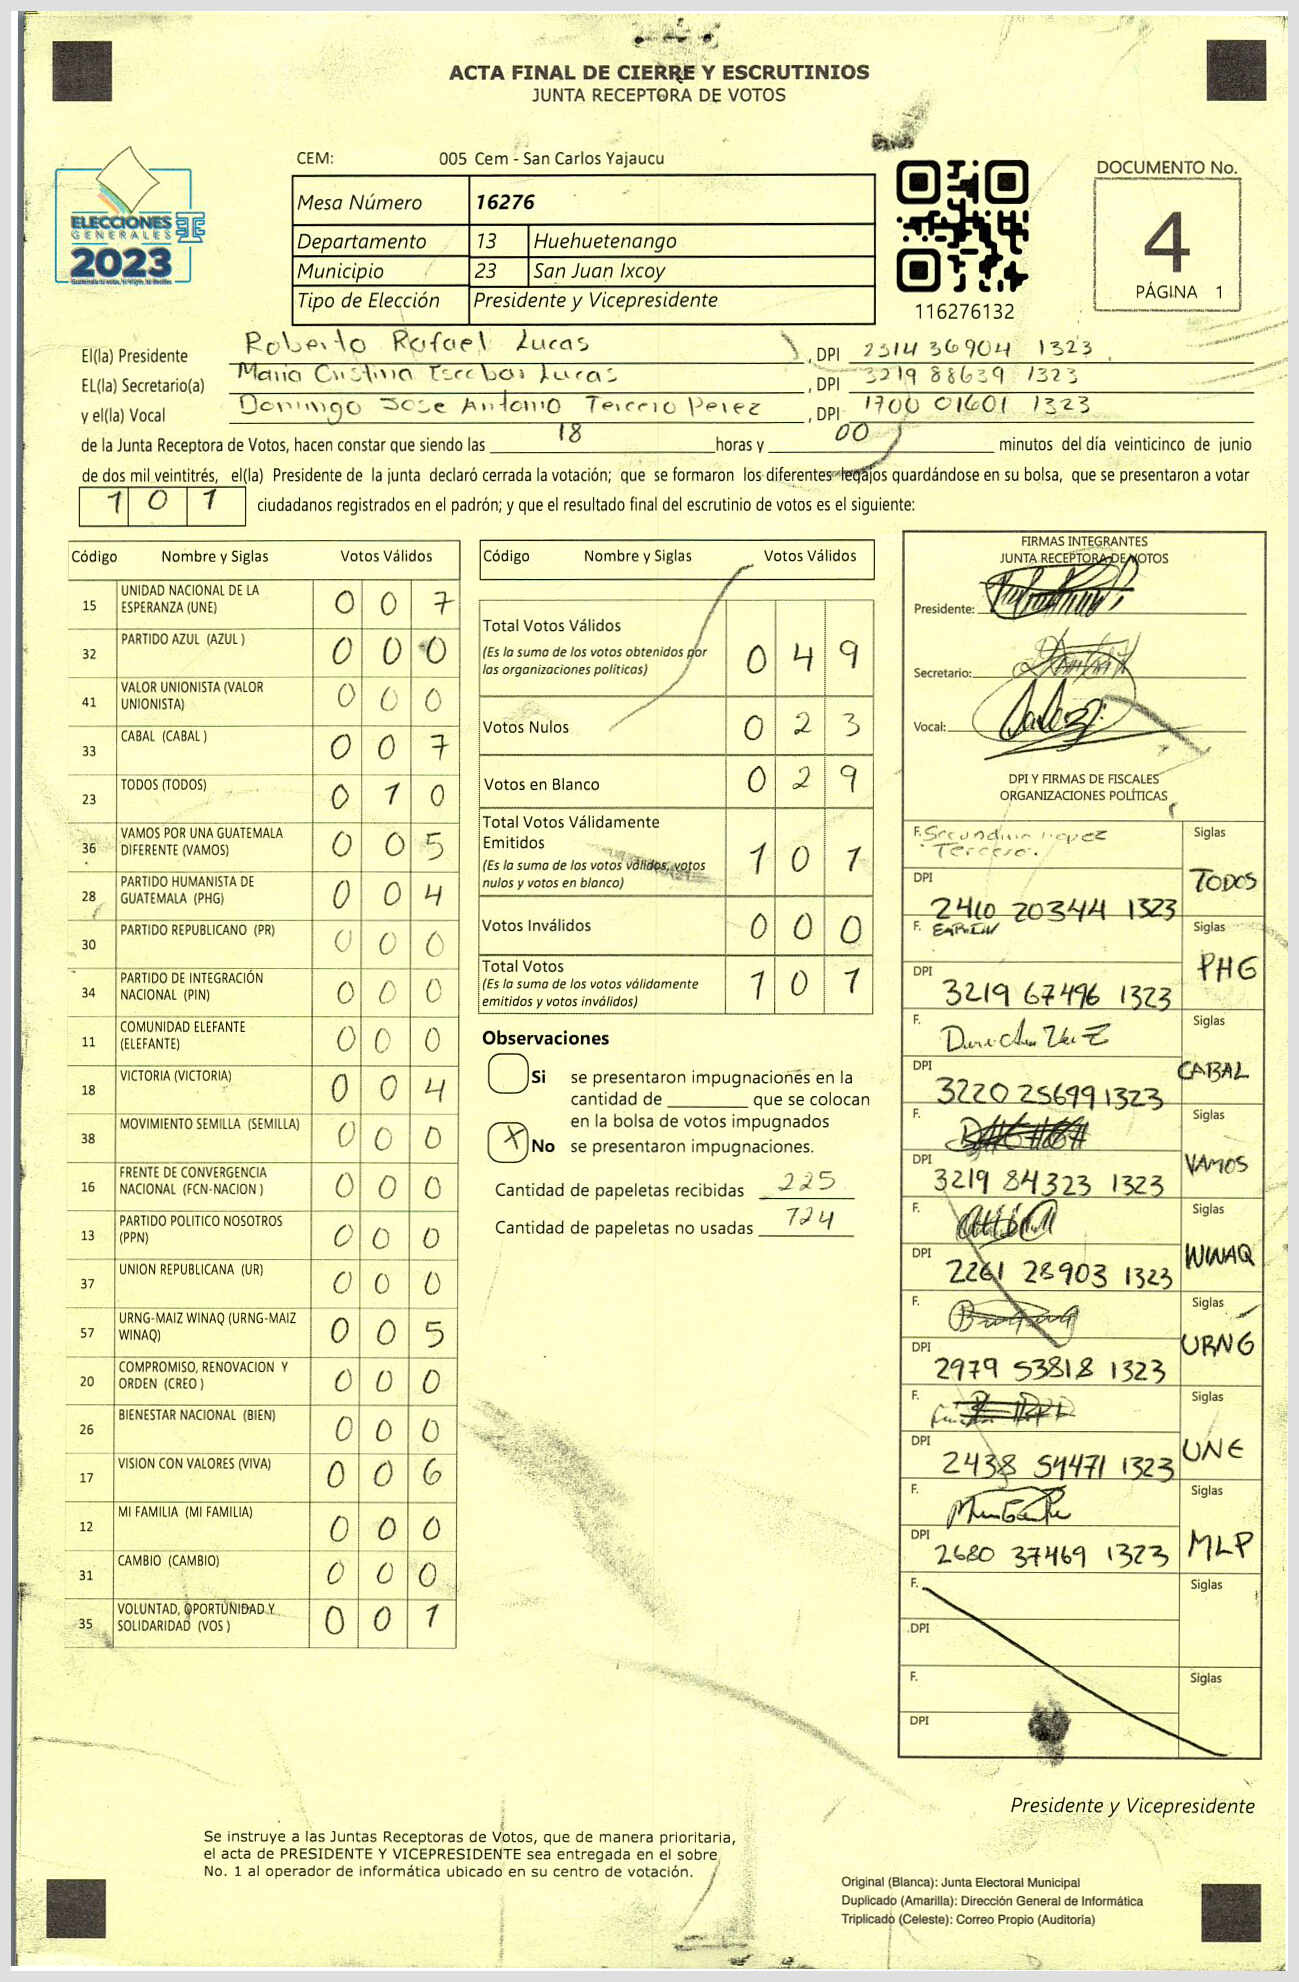 ACTA FINAL DE CIERRE Y ESCRUTINIOS
JUNTA RECEPTORA DE VOTOS
ELECCIONES
GENERALES
2023
CEM: 005 Cem - San Carlos Yajaucu
Mesa Número 16276
Departamento 13 Huehuetenango
Municipio 23 San Juan Ixcoy
Tipo de Elección Presidente y Vicepresidente
116276132
DOCUMENTO No.
4
PÁGINA 1
El(la) Presidente Roberto Rafael Lucas, DPI 2314 36904 1323
EL(la) Secretario(a) Maria Cristina Escobar Lucas, DPI 3219 88639 1323
y el(la) Vocal Domingo Jose Antonio Tercero Perez, DPI 1700 01601 1323
de la Junta Receptora de Votos, hacen constar que siendo las 18 horas y 00 minutos del día veinticinco de junio
de dos mil veintitrés, el(la) Presidente de la junta declaró cerrada la votación; que se formaron los diferentes legajos guardándose en su bolsa, que se presentaron a votar
101 ciudadanos registrados en el padrón; y que el resultado final del escrutinio de votos es el siguiente:
Código Nombre y Siglas Votos Válidos
15 UNIDAD NACIONAL DE LA ESPERANZA (UNE) 0 0 7
32 PARTIDO AZUL (AZUL ) 0 0 0
41 VALOR UNIONISTA (VALOR UNIONISTA) 0 0 0
33 CABAL (CABAL ) 0 0 7
23 TODOS (TODOS) 0 1 0
36 VAMOS POR UNA GUATEMALA DIFERENTE (VAMOS) 0 0 5
28 PARTIDO HUMANISTA DE GUATEMALA (PHG) 0 0 4
30 PARTIDO REPUBLICANO (PR) 0 0 0
34 PARTIDO DE INTEGRACIÓN NACIONAL (PIN) 0 0 0
11 COMUNIDAD ELEFANTE (ELEFANTE) 0 0 0
18 VICTORIA (VICTORIA) 0 0 4
38 MOVIMIENTO SEMILLA (SEMILLA) 0 0 0
16 FRENTE DE CONVERGENCIA NACIONAL (FCN-NACION ) 0 0 0
13 PARTIDO POLITICO NOSOTROS (PPN) 0 0 0
37 UNION REPUBLICANA (UR) 0 0 0
57 URNG-MAIZ WINAQ (URNG-MAIZ WINAQ) 0 0 5
20 COMPROMISO, RENOVACION Y ORDEN (CREO ) 0 0 0
26 BIENESTAR NACIONAL (BIEN) 0 0 0
17 VISION CON VALORES (VIVA) 0 0 6
12 MI FAMILIA (MI FAMILIA) 0 0 0
31 CAMBIO (CAMBIO) 0 0 0
35 VOLUNTAD, OPORTUNIDAD Y SOLIDARIDAD (VOS ) 0 0 1
Código Nombre y Siglas Votos Válidos
Total Votos Válidos 0 4 9
(Es la suma de los votos obtenidos por
las organizaciones políticas)
Votos Nulos 0 2 3
Votos en Blanco 0 2 9
Total Votos Válidamente
Emitidos 1 0 1
(Es la suma de los votos válidos, votos
nulos y votos en blanco)
Votos Inválidos 0 0 0
Total Votos 1 0 1
(Es la suma de los votos válidamente
emitidos y votos inválidos)
Observaciones
Si se presentaron impugnaciones en la
cantidad de ________ que se colocan
en la bolsa de votos impugnados
X No se presentaron impugnaciones.
Cantidad de papeletas recibidas 225
Cantidad de papeletas no usadas 724
FIRMAS INTEGRANTES
JUNTA RECEPTORA DE VOTOS
Presidente:
Secretario:
Vocal:
DPI Y FIRMAS DE FISCALES
ORGANIZACIONES POLÍTICAS
F. Secundino Lopez Tercero. Siglas
DPI 2410 20344 1323 TODOS
F. Siglas
DPI 3219 67496 1323 PHG
F. Siglas
DPI 3220 25699 1323 CABAL
F. Siglas
DPI 3219 84323 1323 VAMOS
F. Siglas
DPI 2261 28903 1323 WINAQ
F. Siglas
DPI 2979 53818 1323 URNG
F. Siglas
DPI 2438 54471 1323 UNE
F. Siglas
DPI 2680 37469 1323 MLP
F. Siglas
DPI
F. Siglas
DPI
Presidente y Vicepresidente
Se instruye a las Juntas Receptoras de Votos, que de manera prioritaria,
el acta de PRESIDENTE Y VICEPRESIDENTE sea entregada en el sobre
No. 1 al operador de informática ubicado en su centro de votación.
Original (Blanca): Junta Electoral Municipal
Duplicado (Amarilla): Dirección General de Informática
Triplicado (Celeste): Correo Propio (Auditoria)